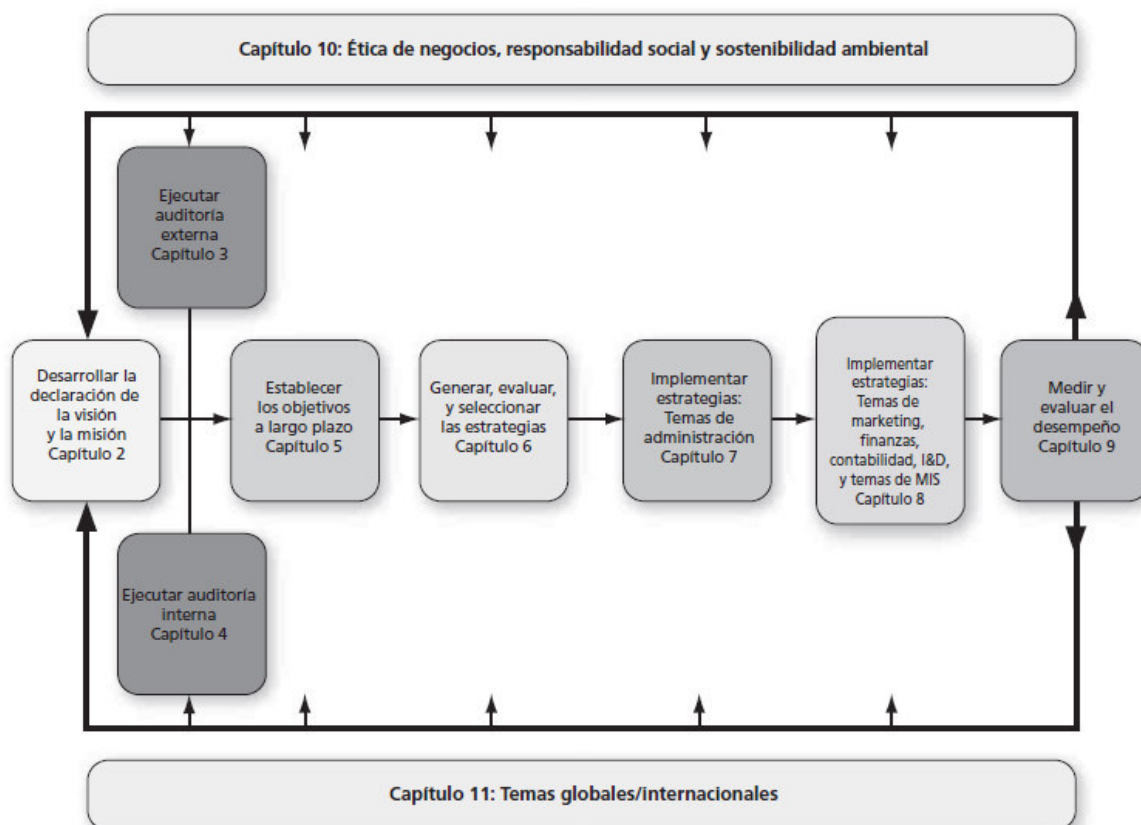 Capítulo 10: Ética de negocios, responsabilidad social y sostenibilidad ambiental
Ejecutar
auditoría
externa
Capítulo 3
Desarrollar la
declaración de
la visión
y la misión
Capítulo 2
Establecer
los objetivos
a largo plazo
Capítulo 5
Generar, evaluar,
y seleccionar
las estrategias
Capítulo 6
Implementar
estrategias:
Temas de
administración
Capítulo 7
Implementar
estrategias:
Temas de
marketing,
finanzas,
contabilidad, I&D,
y temas de MIS
Capítulo 8
Medir y
evaluar el
desempeño
Capítulo 9
Ejecutar auditoría
interna
Capítulo 4
Capítulo 11: Temas globales/internacionales